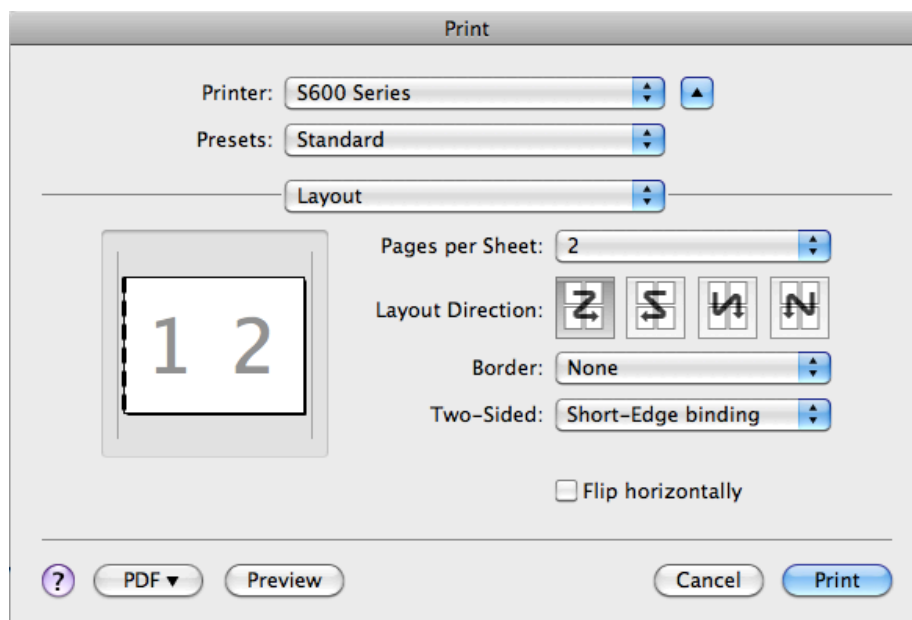 Print
Printer: S600 Series
Presets: Standard
Layout
Pages per Sheet: 2
1 2
Layout Direction:
Border: None
Two-Sided: Short-Edge binding
Flip horizontally
? PDF▼ Preview Cancel Print